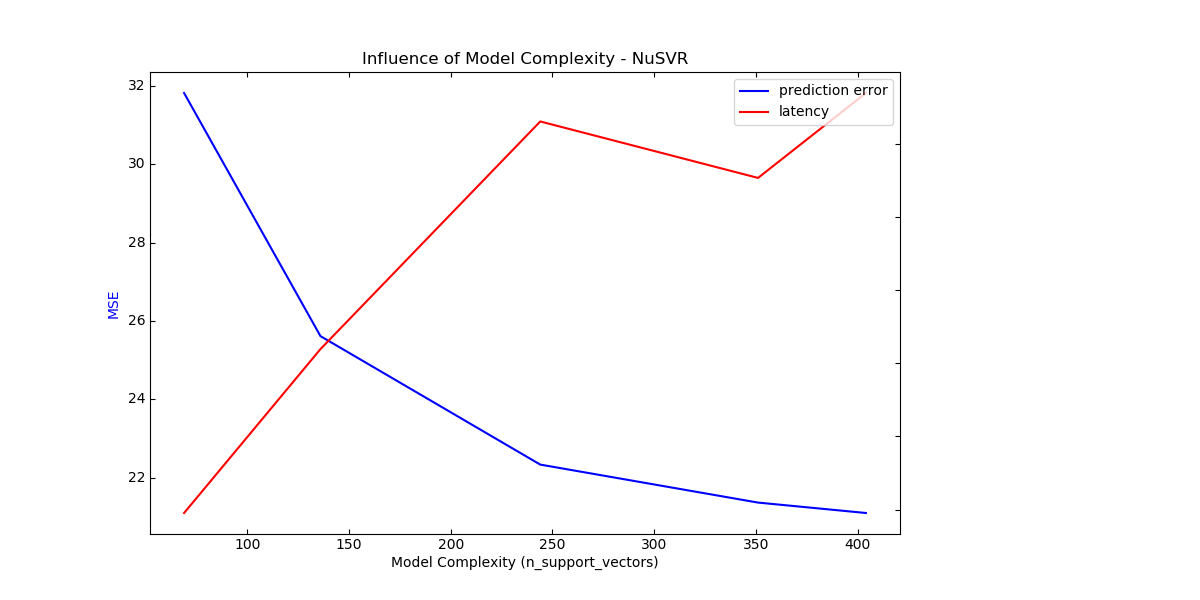 Influence of Model Complexity - NuSVR
prediction error
latency
32
30
28
26
24
22
MSE
100 150 200 250 300 350 400
Model Complexity (n_support_vectors)